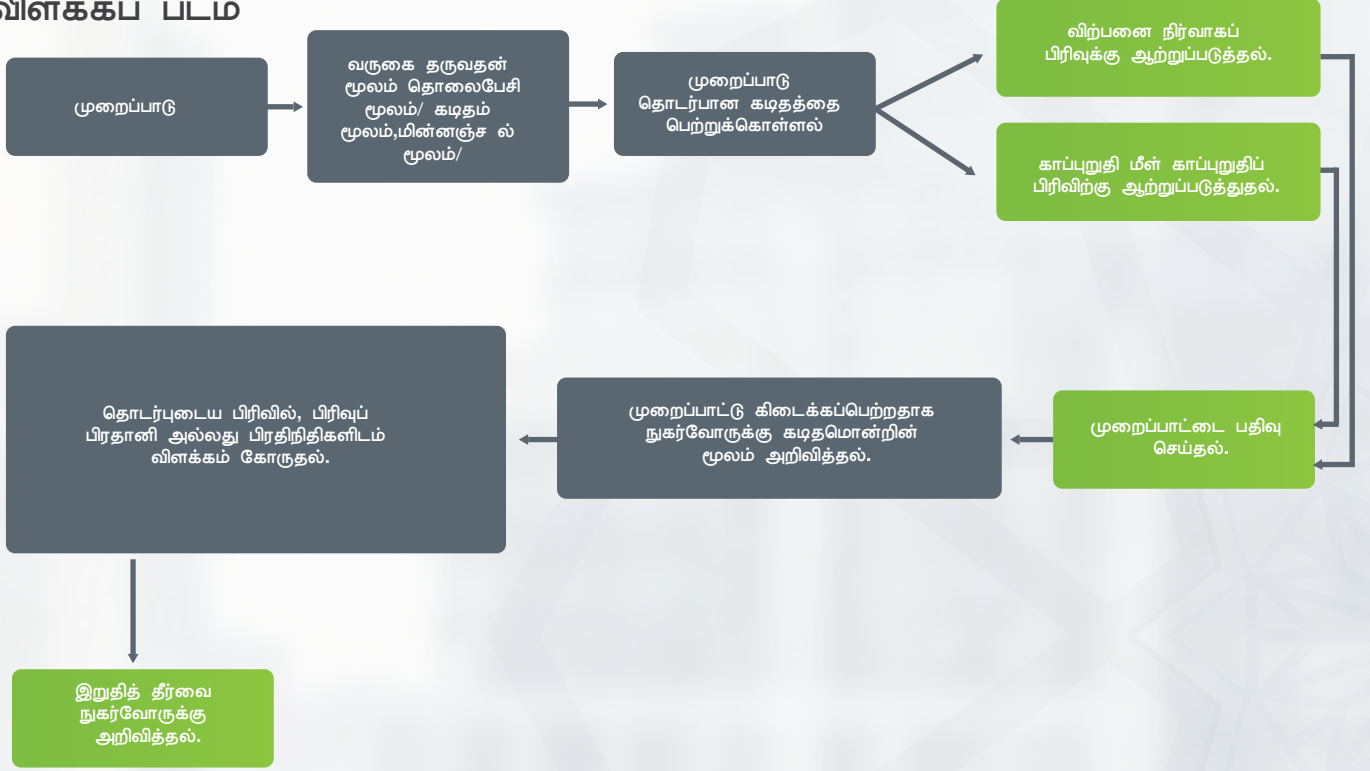 விளக்கப் படம்
முறைப்பாடு
வருகை தருவதன்
மூலம் தொலைபேசி
மூலம்/ கடிதம்
மூலம்,மின்னஞ்ச ல்
மூலம்/
முறைப்பாடு
தொடர்பான கடிதத்தை
பெற்றுக்கொள்ளல்
விற்பனை நிர்வாகப்
பிரிவுக்கு ஆற்றுப்படுத்தல்.
காப்புறுதி மீள் காப்புறுதிப்
பிரிவிற்கு ஆற்றுப்படுத்துதல்.
முறைப்பாட்டை பதிவு
செய்தல்.
முறைப்பாட்டு கிடைக்கப்பெற்றதாக
நுகர்வோருக்கு கடிதமொன்றின்
மூலம் அறிவித்தல்.
தொடர்புடைய பிரிவில், பிரிவுப்
பிரதானி அல்லது பிரதிநிதிகளிடம்
விளக்கம் கோருதல்.
இறுதித் தீர்வை
நுகர்வோருக்கு
அறிவித்தல்.